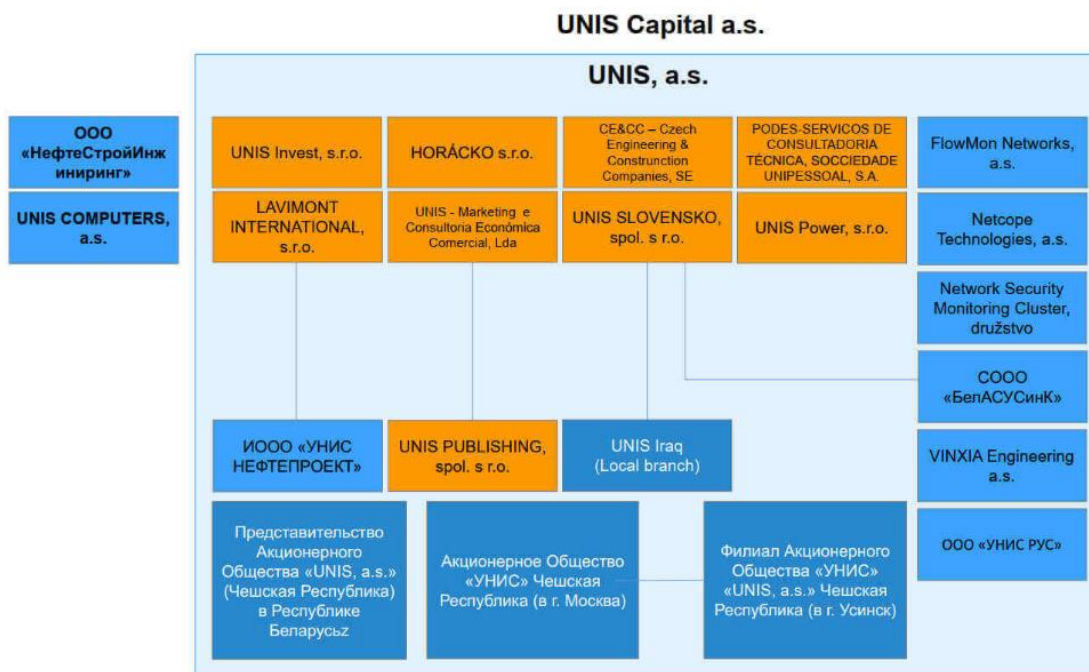 UNIS Capital a.s.
UNIS, a.s.
ООО
«НефтеСтройИнж
иниринг»
UNIS COMPUTERS,
a.s.
UNIS Invest, s.r.o.
HORÁCKO s.r.o.
CE&CC – Czech
Engineering &
Construnction
Companies, SE
PODES-SERVICOS DE
CONSULTADORIA
TÉCNICA, SOCCIEDADE
UNIPESSOAL, S.A.
FlowMon Networks,
a.s.
LAVIMONT
INTERNATIONAL,
s.r.o.
UNIS - Marketing e
Consultoria Económica
Comercial, Lda
UNIS SLOVENSKO,
spol. s r.o.
UNIS Power, s.r.o.
Netcope
Technologies, a.s.
Network Security
Monitoring Cluster,
družstvo
СООО
«БелАСУСинК»
ИООО «УНИС
НЕФТЕПРОЕКТ»
UNIS PUBLISHING,
spol. s r.o.
UNIS Iraq
(Local branch)
VINXIA Engineering
a.s.
Представительство
Акционерного
Общества «UNIS, a.s.»
(Чешская Республика)
в Республике
Беларусьz
Акционерное Общество
«УНИС» Чешская
Республика (в г. Москва)
Филиал Акционерного
Общества «УНИС»
«UNIS, a.s.» Чешская
Республика (в г. Усинск)
ООО «УНИС РУС»